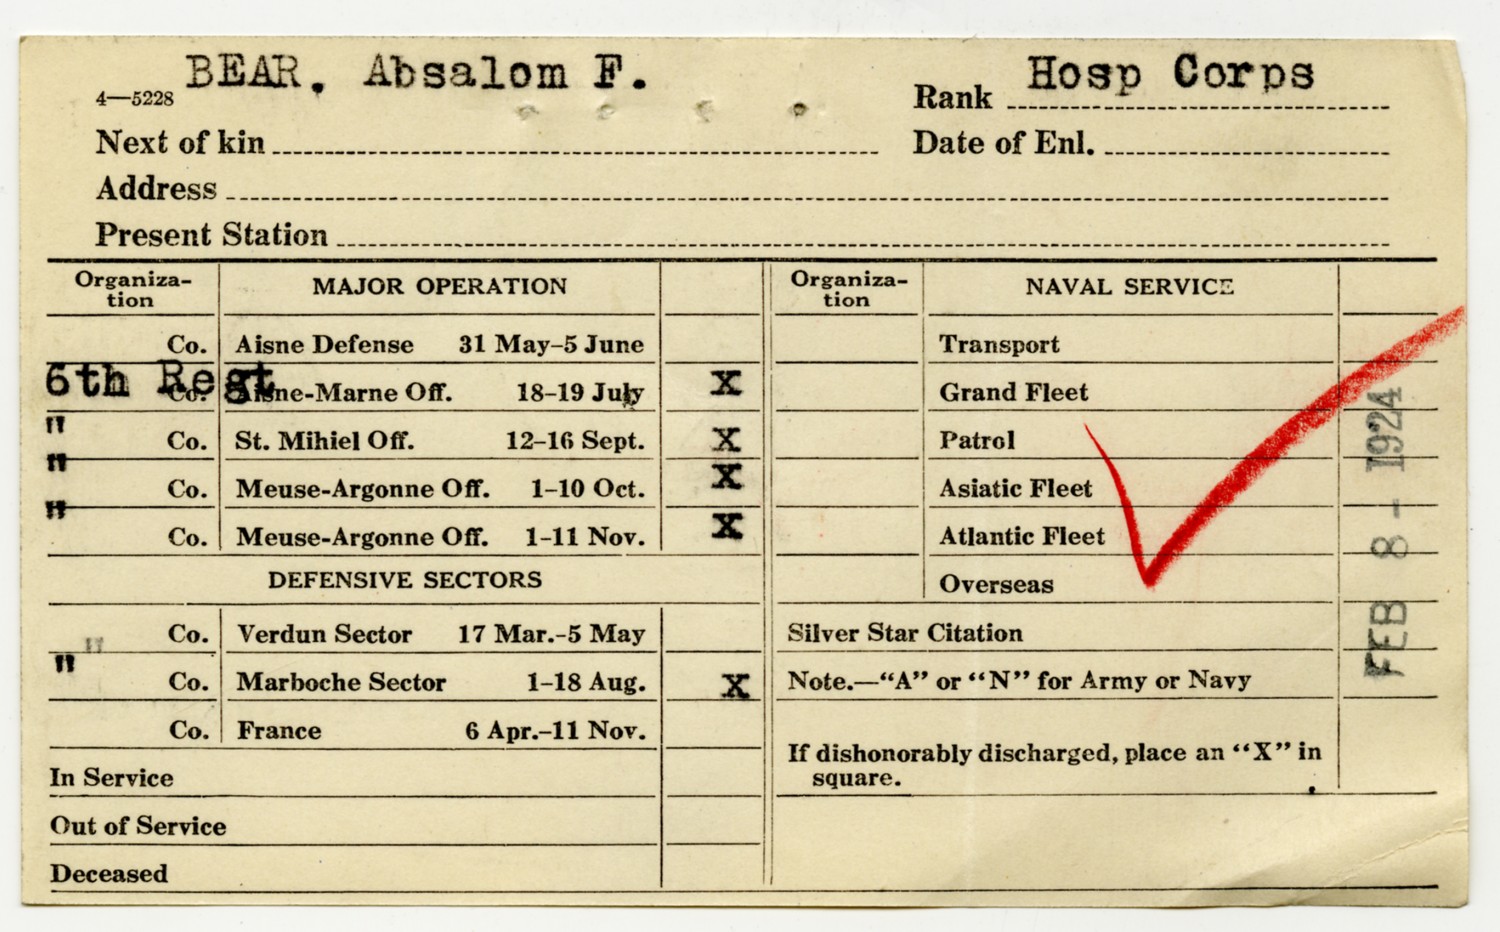 BEAR, Absalom F.
4—5228
Rank Hosp Corps
Next of kin
Date of Enl.
Address
Present Station
Organiza-
tion
MAJOR OPERATION
Co. Aisne Defense 31 May–5 June
6th Regt Co. Aisne-Marne Off. 18–19 July X
" Co. St. Mihiel Off. 12–16 Sept. X
" Co. Meuse-Argonne Off. 1–10 Oct. X
" Co. Meuse-Argonne Off. 1–11 Nov. X
DEFENSIVE SECTORS
" Co. Verdun Sector 17 Mar.-5 May
" Co. Marboche Sector 1–18 Aug. X
Co. France 6 Apr.–11 Nov.
In Service
Out of Service
Deceased
Organiza-
tion
NAVAL SERVICE
Transport
Grand Fleet
Patrol
Asiatic Fleet
Atlantic Fleet
Overseas
Silver Star Citation
Note.—“A” or “N” for Army or Navy
If dishonorably discharged, place an “X” in
square.
FEB 8 - 1924